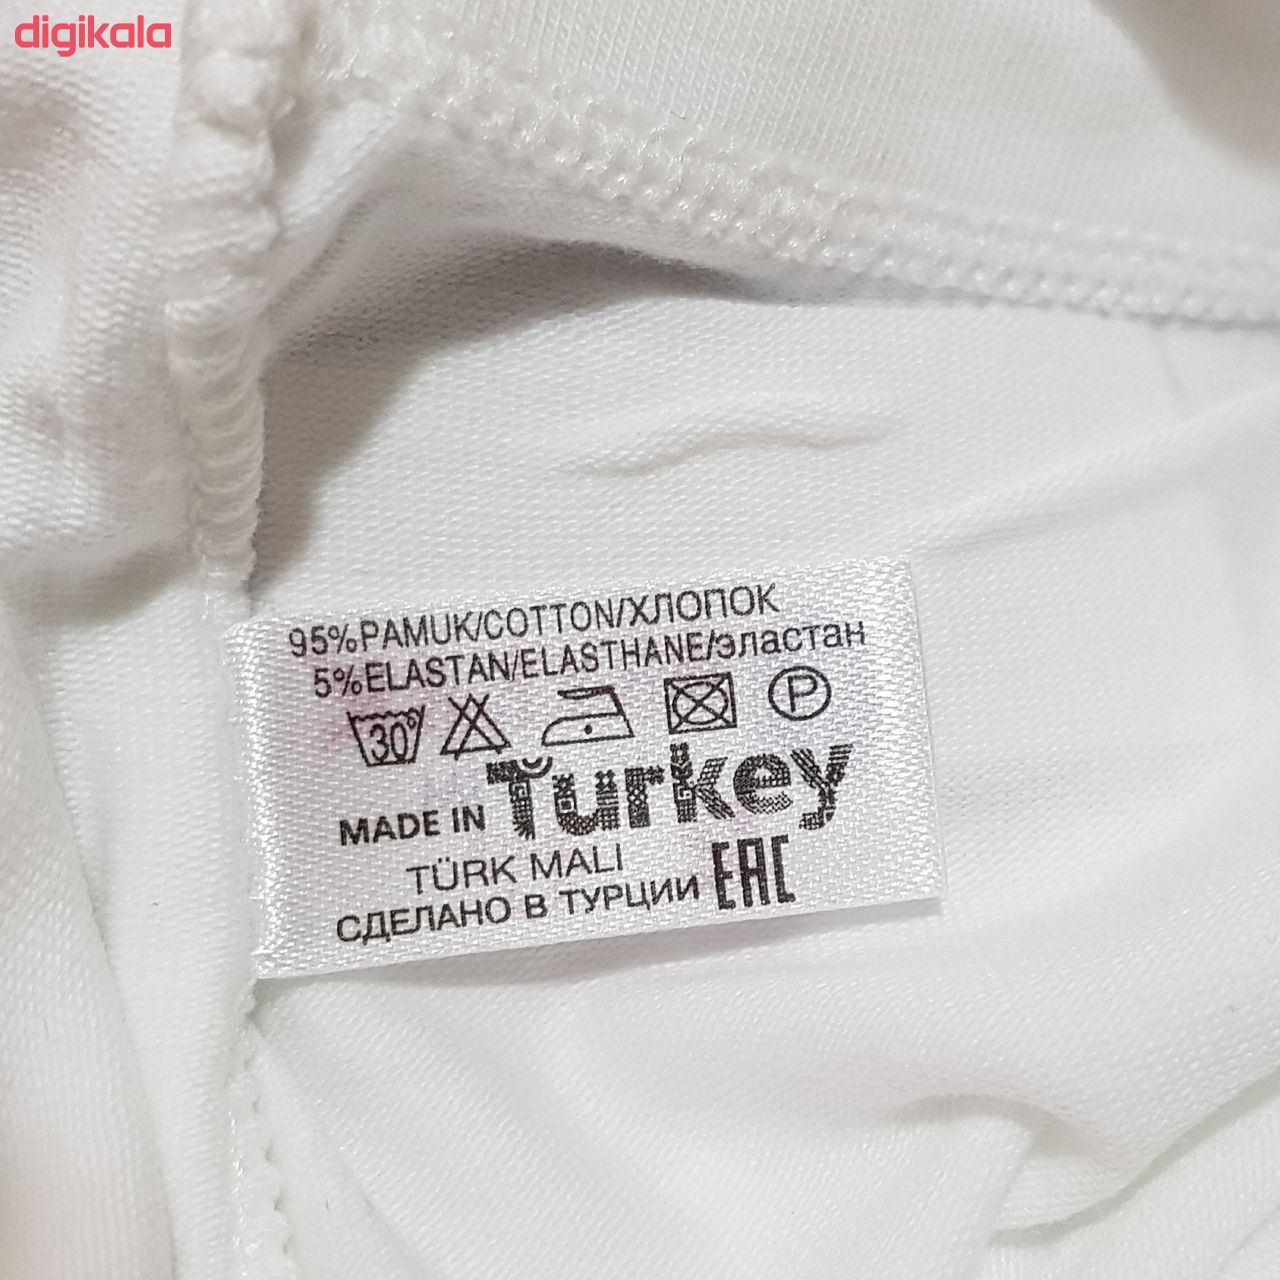 digikala
95%PAMUK/COTTON/ХЛОПОК
5%ELASTAN/ELASTHANE/эластан
30° P
MADE IN Turkey
TÜRK MALI
СДЕЛАНО В ТУРЦИИ EAC